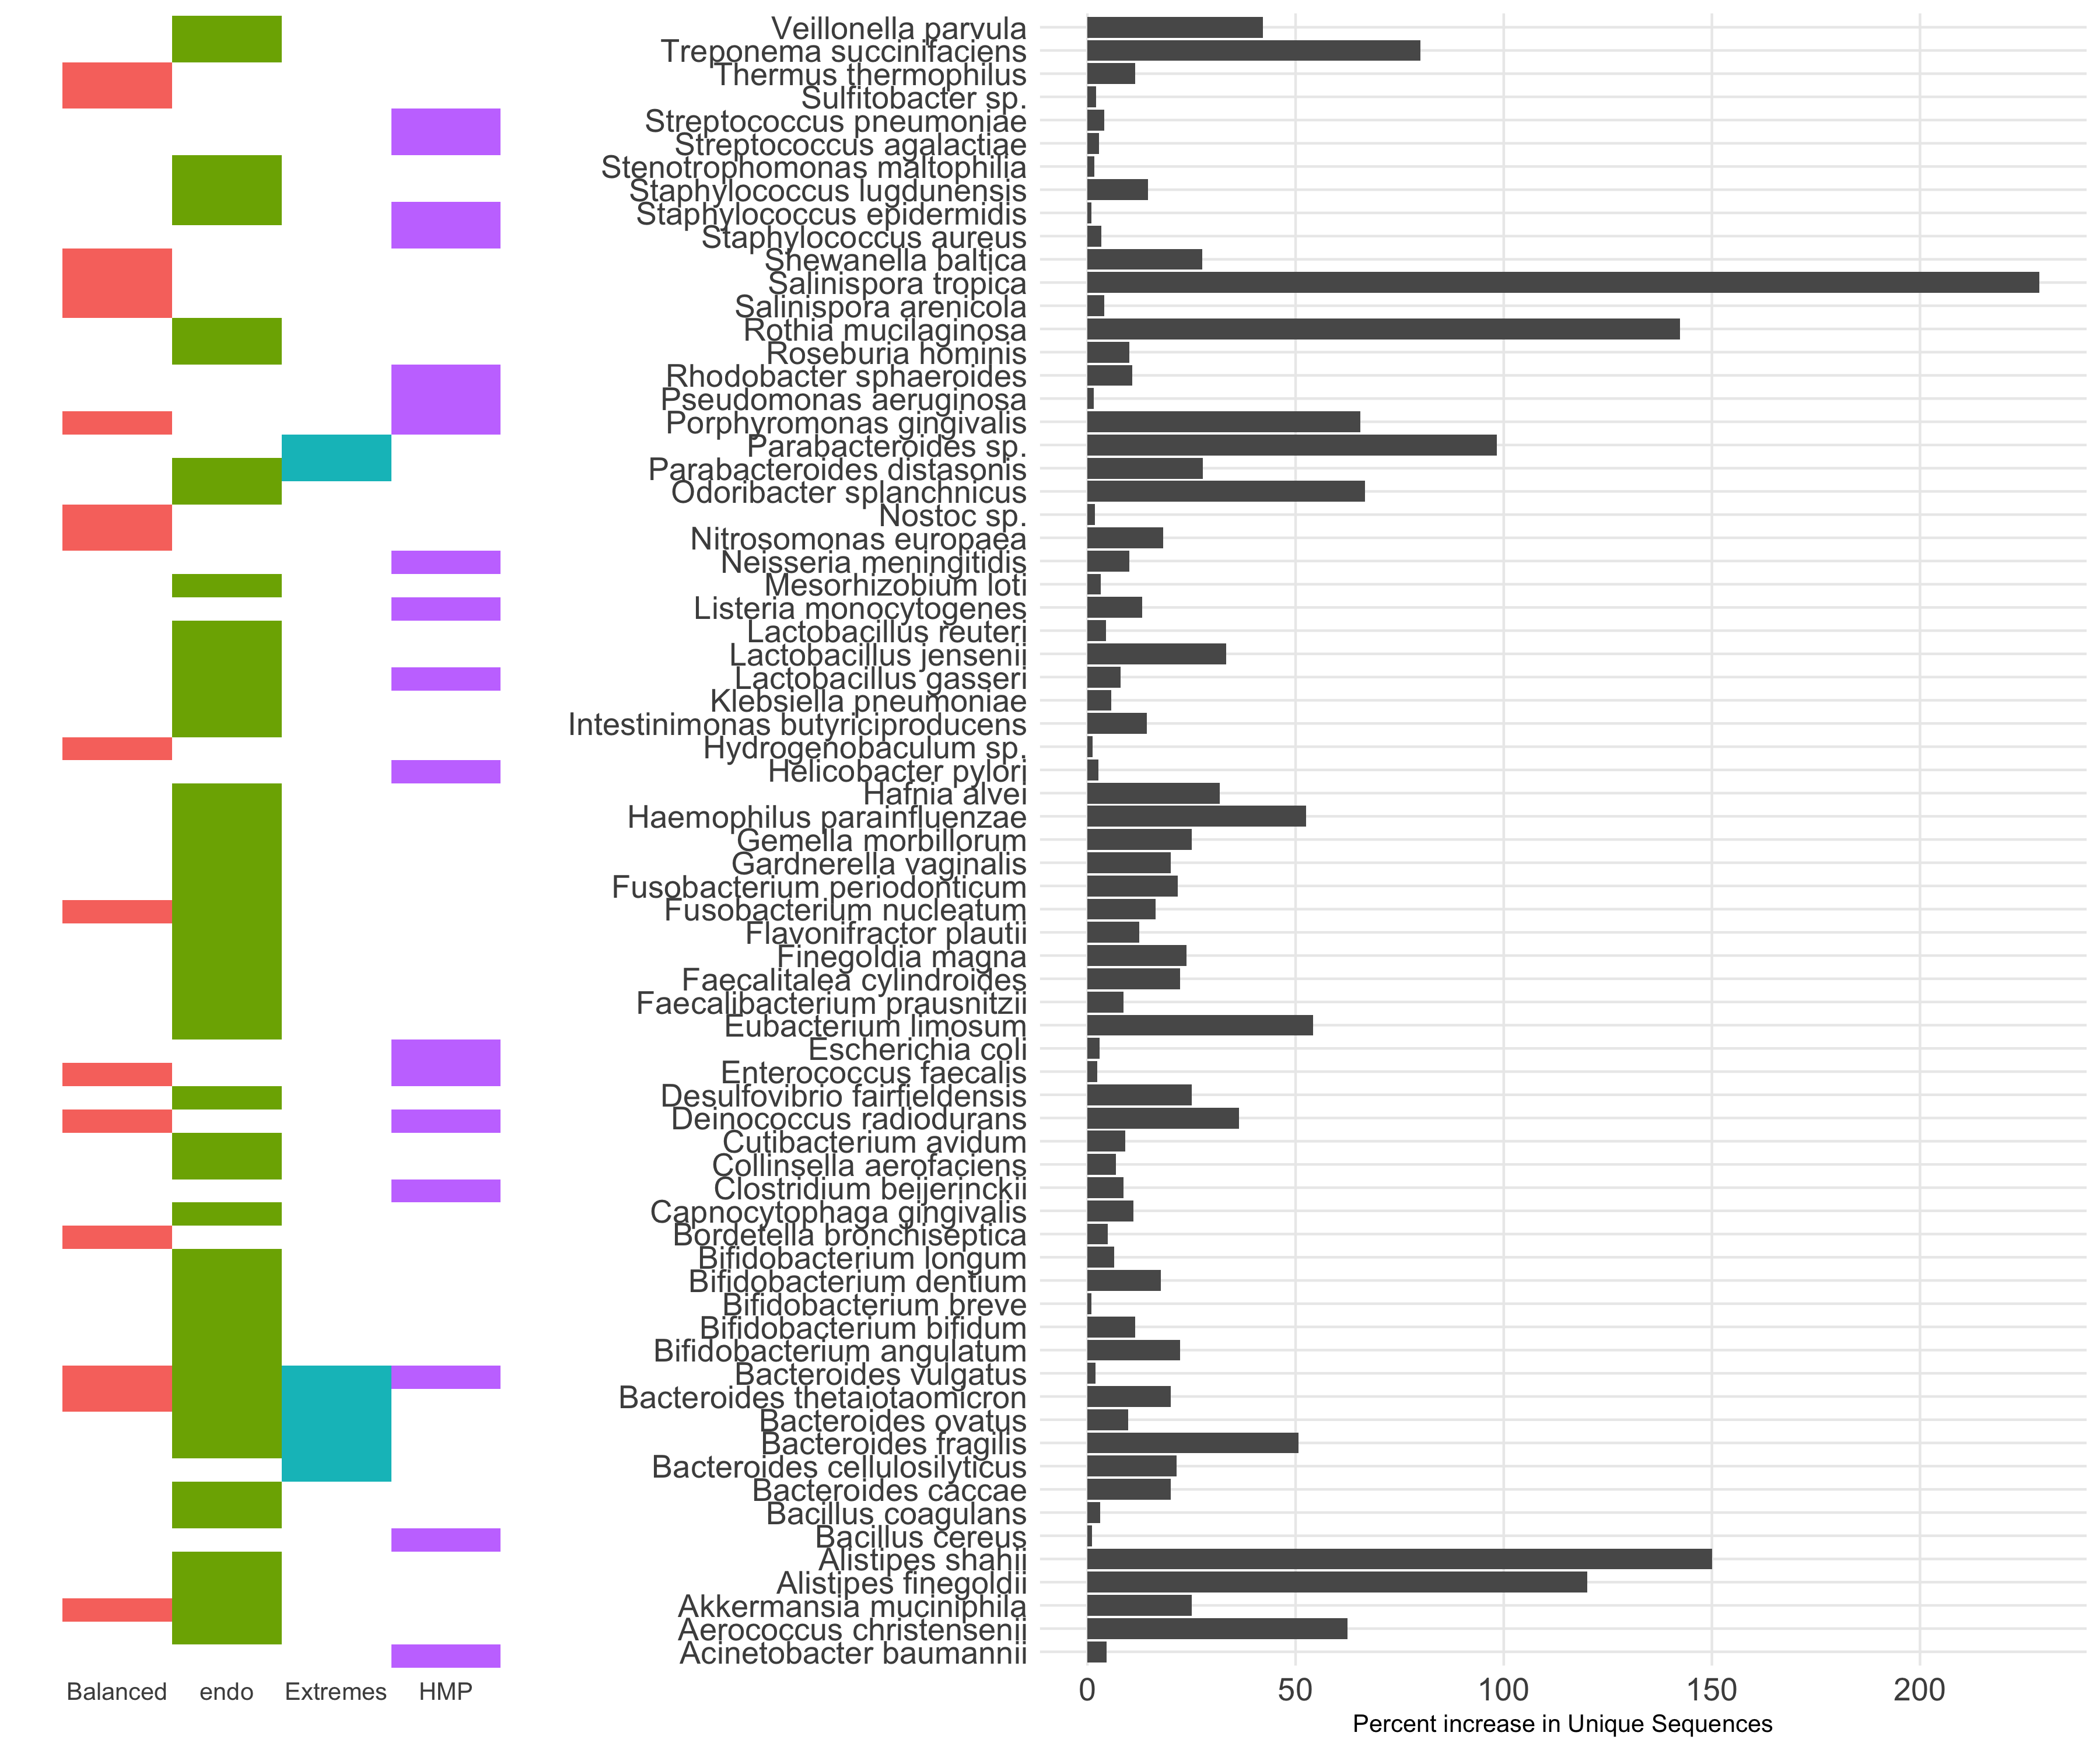 Veillonella parvula
Treponema succinifaciens
Thermus thermophilus
Sulfitobacter sp.
Streptococcus pneumoniae
Streptococcus agalactiae
Stenotrophomonas maltophilia
Staphylococcus lugdunensis
Staphylococcus epidermidis
Staphylococcus aureus
Shewanella baltica
Salinispora tropica
Salinispora arenicola
Rothia mucilaginosa
Roseburia hominis
Rhodobacter sphaeroides
Pseudomonas aeruginosa
Porphyromonas gingivalis
Parabacteroides sp.
Parabacteroides distasonis
Odoribacter splanchnicus
Nostoc sp.
Nitrosomonas europaea
Neisseria meningitidis
Mesorhizobium loti
Listeria monocytogenes
Lactobacillus reuteri
Lactobacillus jensenii
Lactobacillus gasseri
Klebsiella pneumoniae
Intestinimonas butyriciproducens
Hydrogenobaculum sp.
Helicobacter pylori
Hafnia alvei
Haemophilus parainfluenzae
Gemella morbillorum
Gardnerella vaginalis
Fusobacterium periodonticum
Fusobacterium nucleatum
Flavonifractor plautii
Finegoldia magna
Faecalitalea cylindroides
Faecalibacterium prausnitzii
Eubacterium limosum
Escherichia coli
Enterococcus faecalis
Desulfovibrio fairfieldensis
Deinococcus radiodurans
Cutibacterium avidum
Collinsella aerofaciens
Clostridium beijerinckii
Capnocytophaga gingivalis
Bordetella bronchiseptica
Bifidobacterium longum
Bifidobacterium dentium
Bifidobacterium breve
Bifidobacterium bifidum
Bifidobacterium angulatum
Bacteroides vulgatus
Bacteroides thetaiotaomicron
Bacteroides ovatus
Bacteroides fragilis
Bacteroides cellulosilyticus
Bacteroides caccae
Bacillus coagulans
Bacillus cereus
Alistipes shahii
Alistipes finegoldii
Akkermansia muciniphila
Aerococcus christensenii
Acinetobacter baumannii
Balanced endo Extremes HMP
0 50 100 150 200
Percent increase in Unique Sequences